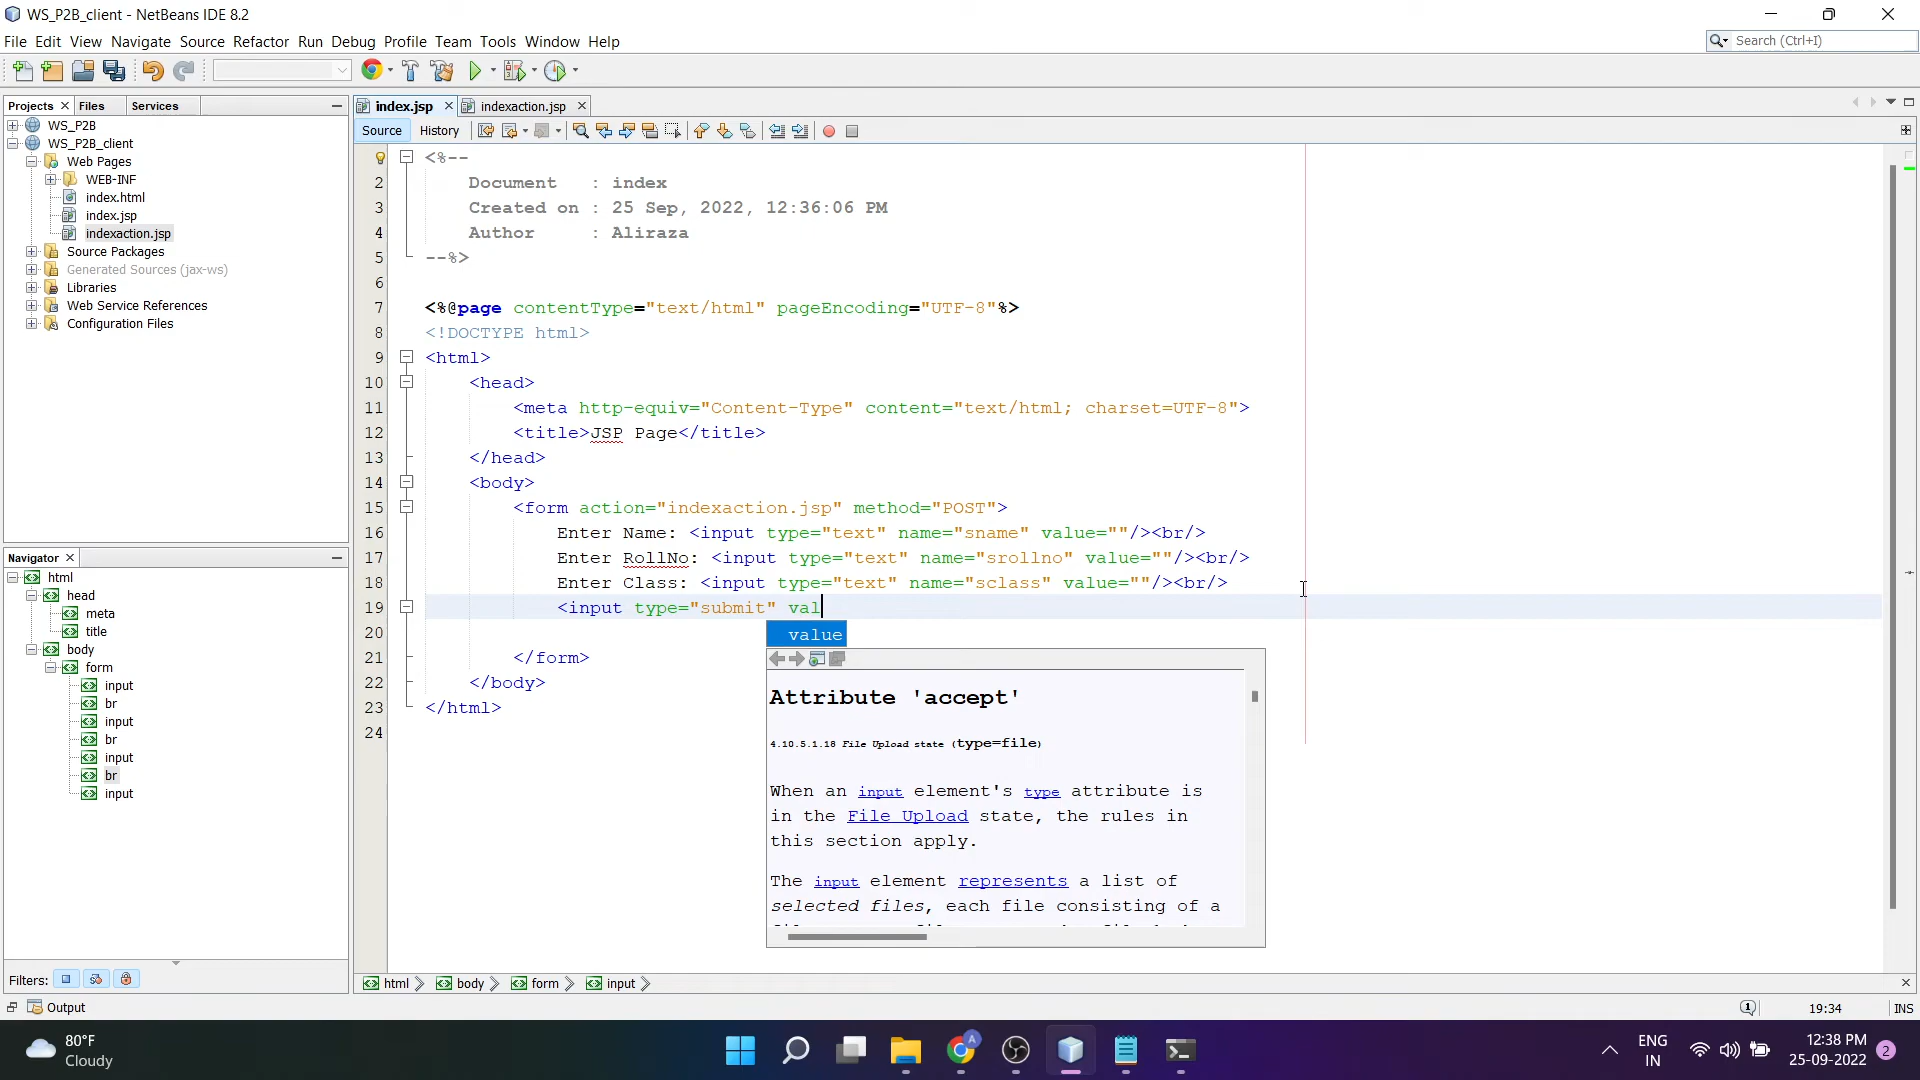 WS_P2B_client - NetBeans IDE 8.2
File Edit View Navigate Source Refactor Run Debug Profile Team Tools Window Help
Search (Ctrl+I)
Projects Files Services
WS_P2B
WS_P2B_client
Web Pages
WEB-INF
index.html
index.jsp
indexaction.jsp
Source Packages
Generated Sources (jax-ws)
Libraries
Web Service References
Configuration Files
Navigator
html
head
meta
title
body
form
input
br
input
br
input
br
input
Filters:
index.jsp indexaction.jsp
Source History
<%--
2 Document : index
3 Created on : 25 Sep, 2022, 12:36:06 PM
4 Author : Aliraza
5 --%>
6
7 <%@page contentType="text/html" pageEncoding="UTF-8"%>
8 <!DOCTYPE html>
9 <html>
10 <head>
11 <meta http-equiv="Content-Type" content="text/html; charset=UTF-8">
12 <title>JSP Page</title>
13 </head>
14 <body>
15 <form action="indexaction.jsp" method="POST">
16 Enter Name: <input type="text" name="sname" value=""/><br/>
17 Enter RollNo: <input type="text" name="srollno" value=""/><br/>
18 Enter Class: <input type="text" name="sclass" value=""/><br/>
19 <input type="submit" val
20
21 </form>
22 </body>
23 </html>
24
value
Attribute 'accept'
4.10.5.1.18 File Upload state (type=file)
When an input element's type attribute is
in the File Upload state, the rules in
this section apply.
The input element represents a list of
selected files, each file consisting of a
html body form input
Output
19:34 INS
80°F
Cloudy
ENG
IN
12:38 PM
25-09-2022
2